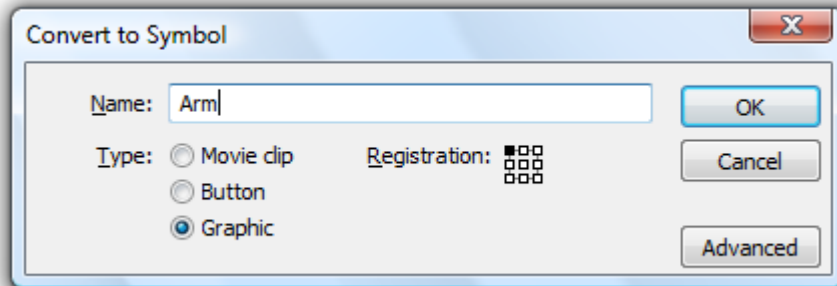 Convert to Symbol
Name: Arm
OK
Type: Movie clip
Registration:
Cancel
Button
Graphic
Advanced